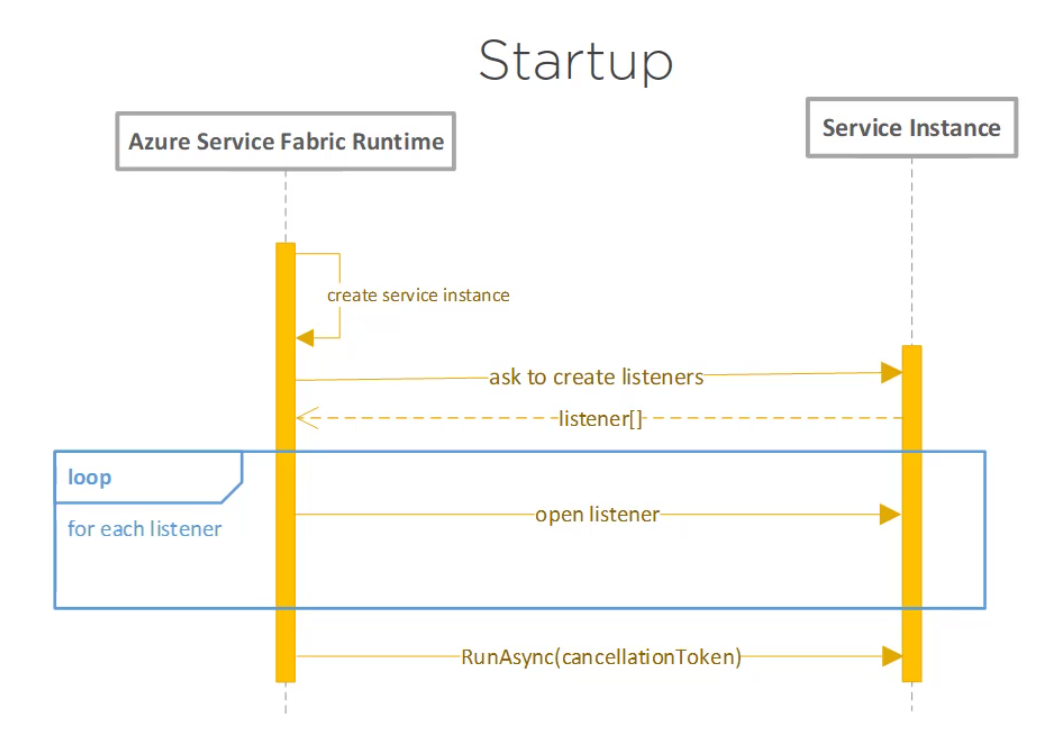 Startup
Azure Service Fabric Runtime
Service Instance
create service instance
ask to create listeners
listener[]
loop
for each listener
open listener
RunAsync(cancellationToken)